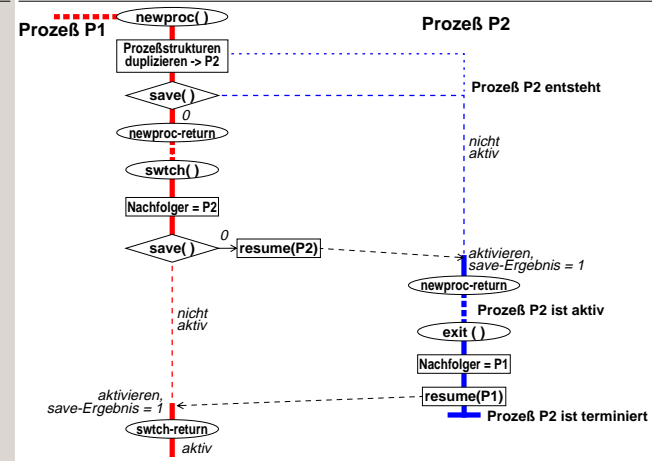 newproc( )
Prozeß P1
Prozeß P2
Prozeßstrukturen
duplizieren -> P2
Prozeß P2 entsteht
save( )
0
newproc-return
nicht
aktiv
swtch( )
Nachfolger = P2
save( )
0
resume(P2)
aktivieren,
save-Ergebnis = 1
newproc-return
Prozeß P2 ist aktiv
nicht
aktiv
exit ( )
Nachfolger = P1
aktivieren,
save-Ergebnis = 1
resume(P1)
Prozeß P2 ist terminiert
swtch-return
aktiv